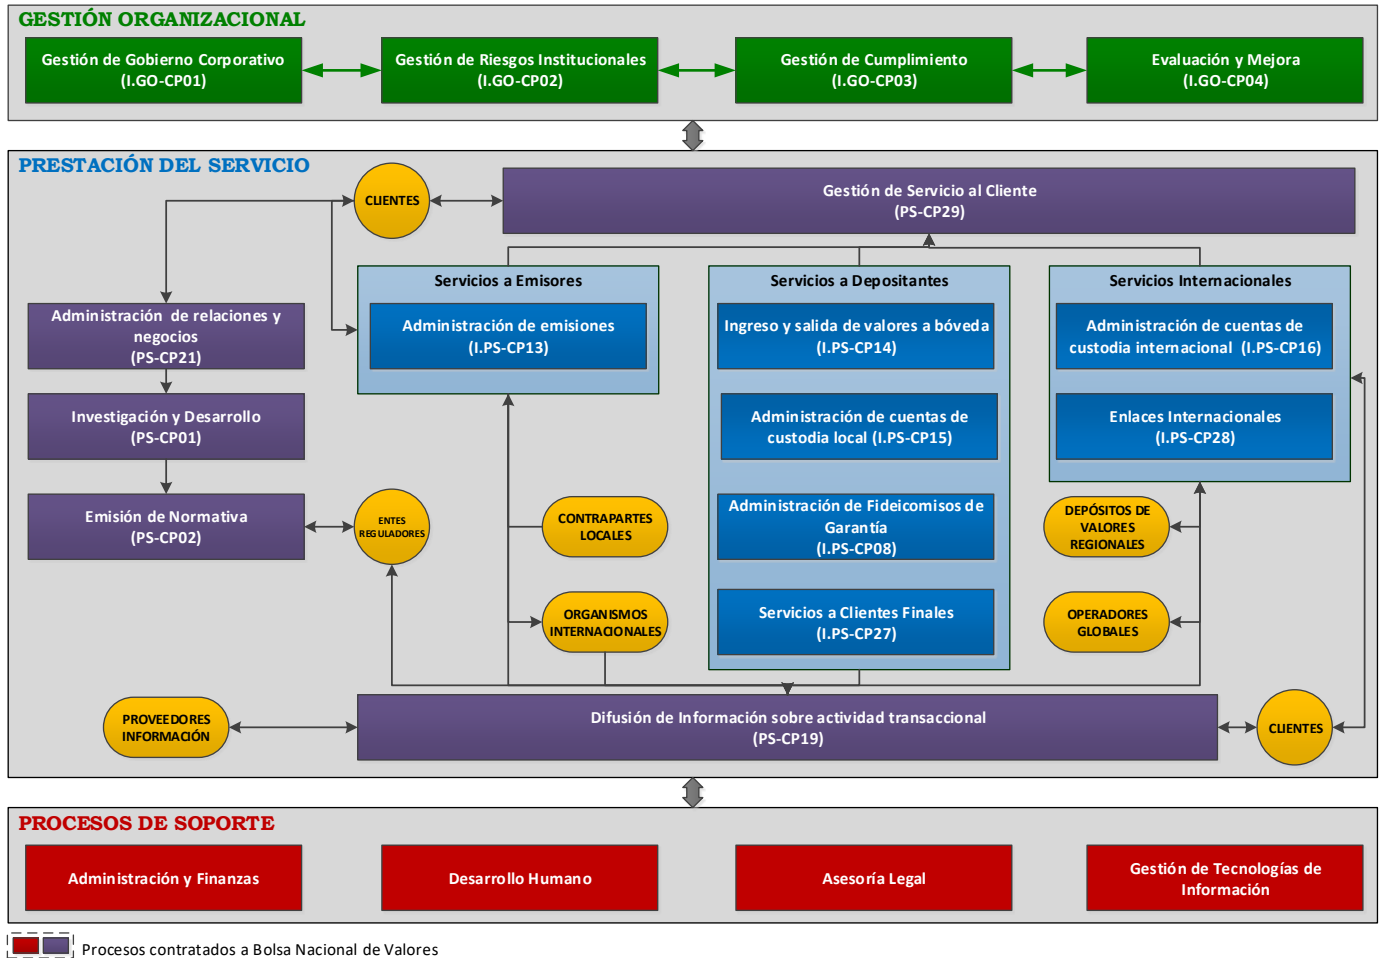 GESTIÓN ORGANIZACIONAL
Gestión de Gobierno Corporativo
(I.GO-CP01)
Gestión de Riesgos Institucionales
(I.GO-CP02)
Gestión de Cumplimiento
(I.GO-CP03)
Evaluación y Mejora
(I.GO-CP04)
PRESTACIÓN DEL SERVICIO
CLIENTES
Gestión de Servicio al Cliente
(PS-CP29)
Servicios a Emisores
Administración de emisiones
(I.PS-CP13)
Servicios a Depositantes
Ingreso y salida de valores a bóveda
(I.PS-CP14)
Administración de cuentas de
custodia local (I.PS-CP15)
Administración de Fideicomisos de
Garantía
(I.PS-CP08)
Servicios a Clientes Finales
(I.PS-CP27)
Servicios Internacionales
Administración de cuentas de
custodia internacional (I.PS-CP16)
Enlaces Internacionales
(I.PS-CP28)
Administración de relaciones y
negocios
(PS-CP21)
Investigación y Desarrollo
(PS-CP01)
Emisión de Normativa
(PS-CP02)
ENTES
REGULADORES
CONTRAPARTES
LOCALES
ORGANISMOS
INTERNACIONALES
DEPÓSITOS DE
VALORES
REGIONALES
OPERADORES
GLOBALES
PROVEEDORES
INFORMACIÓN
Difusión de Información sobre actividad transaccional
(PS-CP19)
CLIENTES
PROCESOS DE SOPORTE
Administración y Finanzas
Desarrollo Humano
Asesoría Legal
Gestión de Tecnologías de
Información
Procesos contratados a Bolsa Nacional de Valores